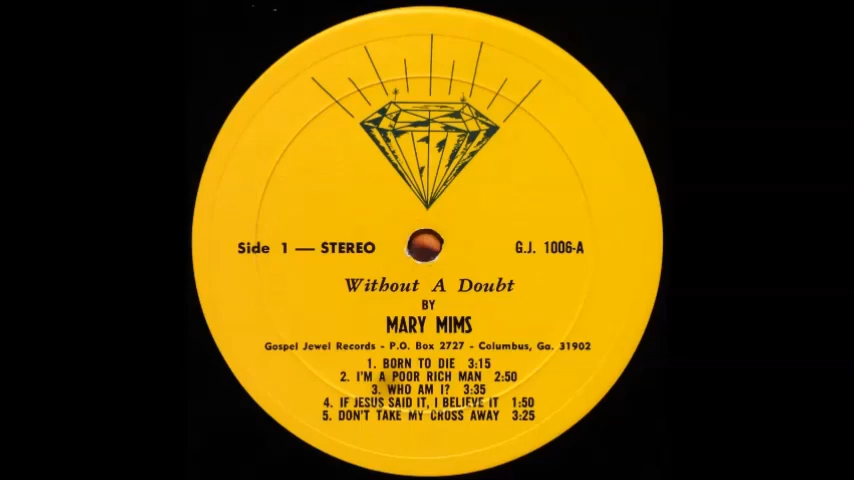 Side 1 — STEREO G.J. 1006-A
Without A Doubt
BY
MARY MIMS
Gospel Jewel Records - P.O. Box 2727 - Columbus, Ga. 31902
1. BORN TO DIE 3:15
2. I'M A POOR RICH MAN 2:50
3. WHO AM I? 3:35
4. IF JESUS SAID IT, I BELIEVE IT 1:50
5. DON'T TAKE MY CROSS AWAY 3:25